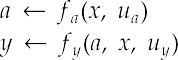 a ← f_a(x, u_a)
y ← f_y(a, x, u_y)